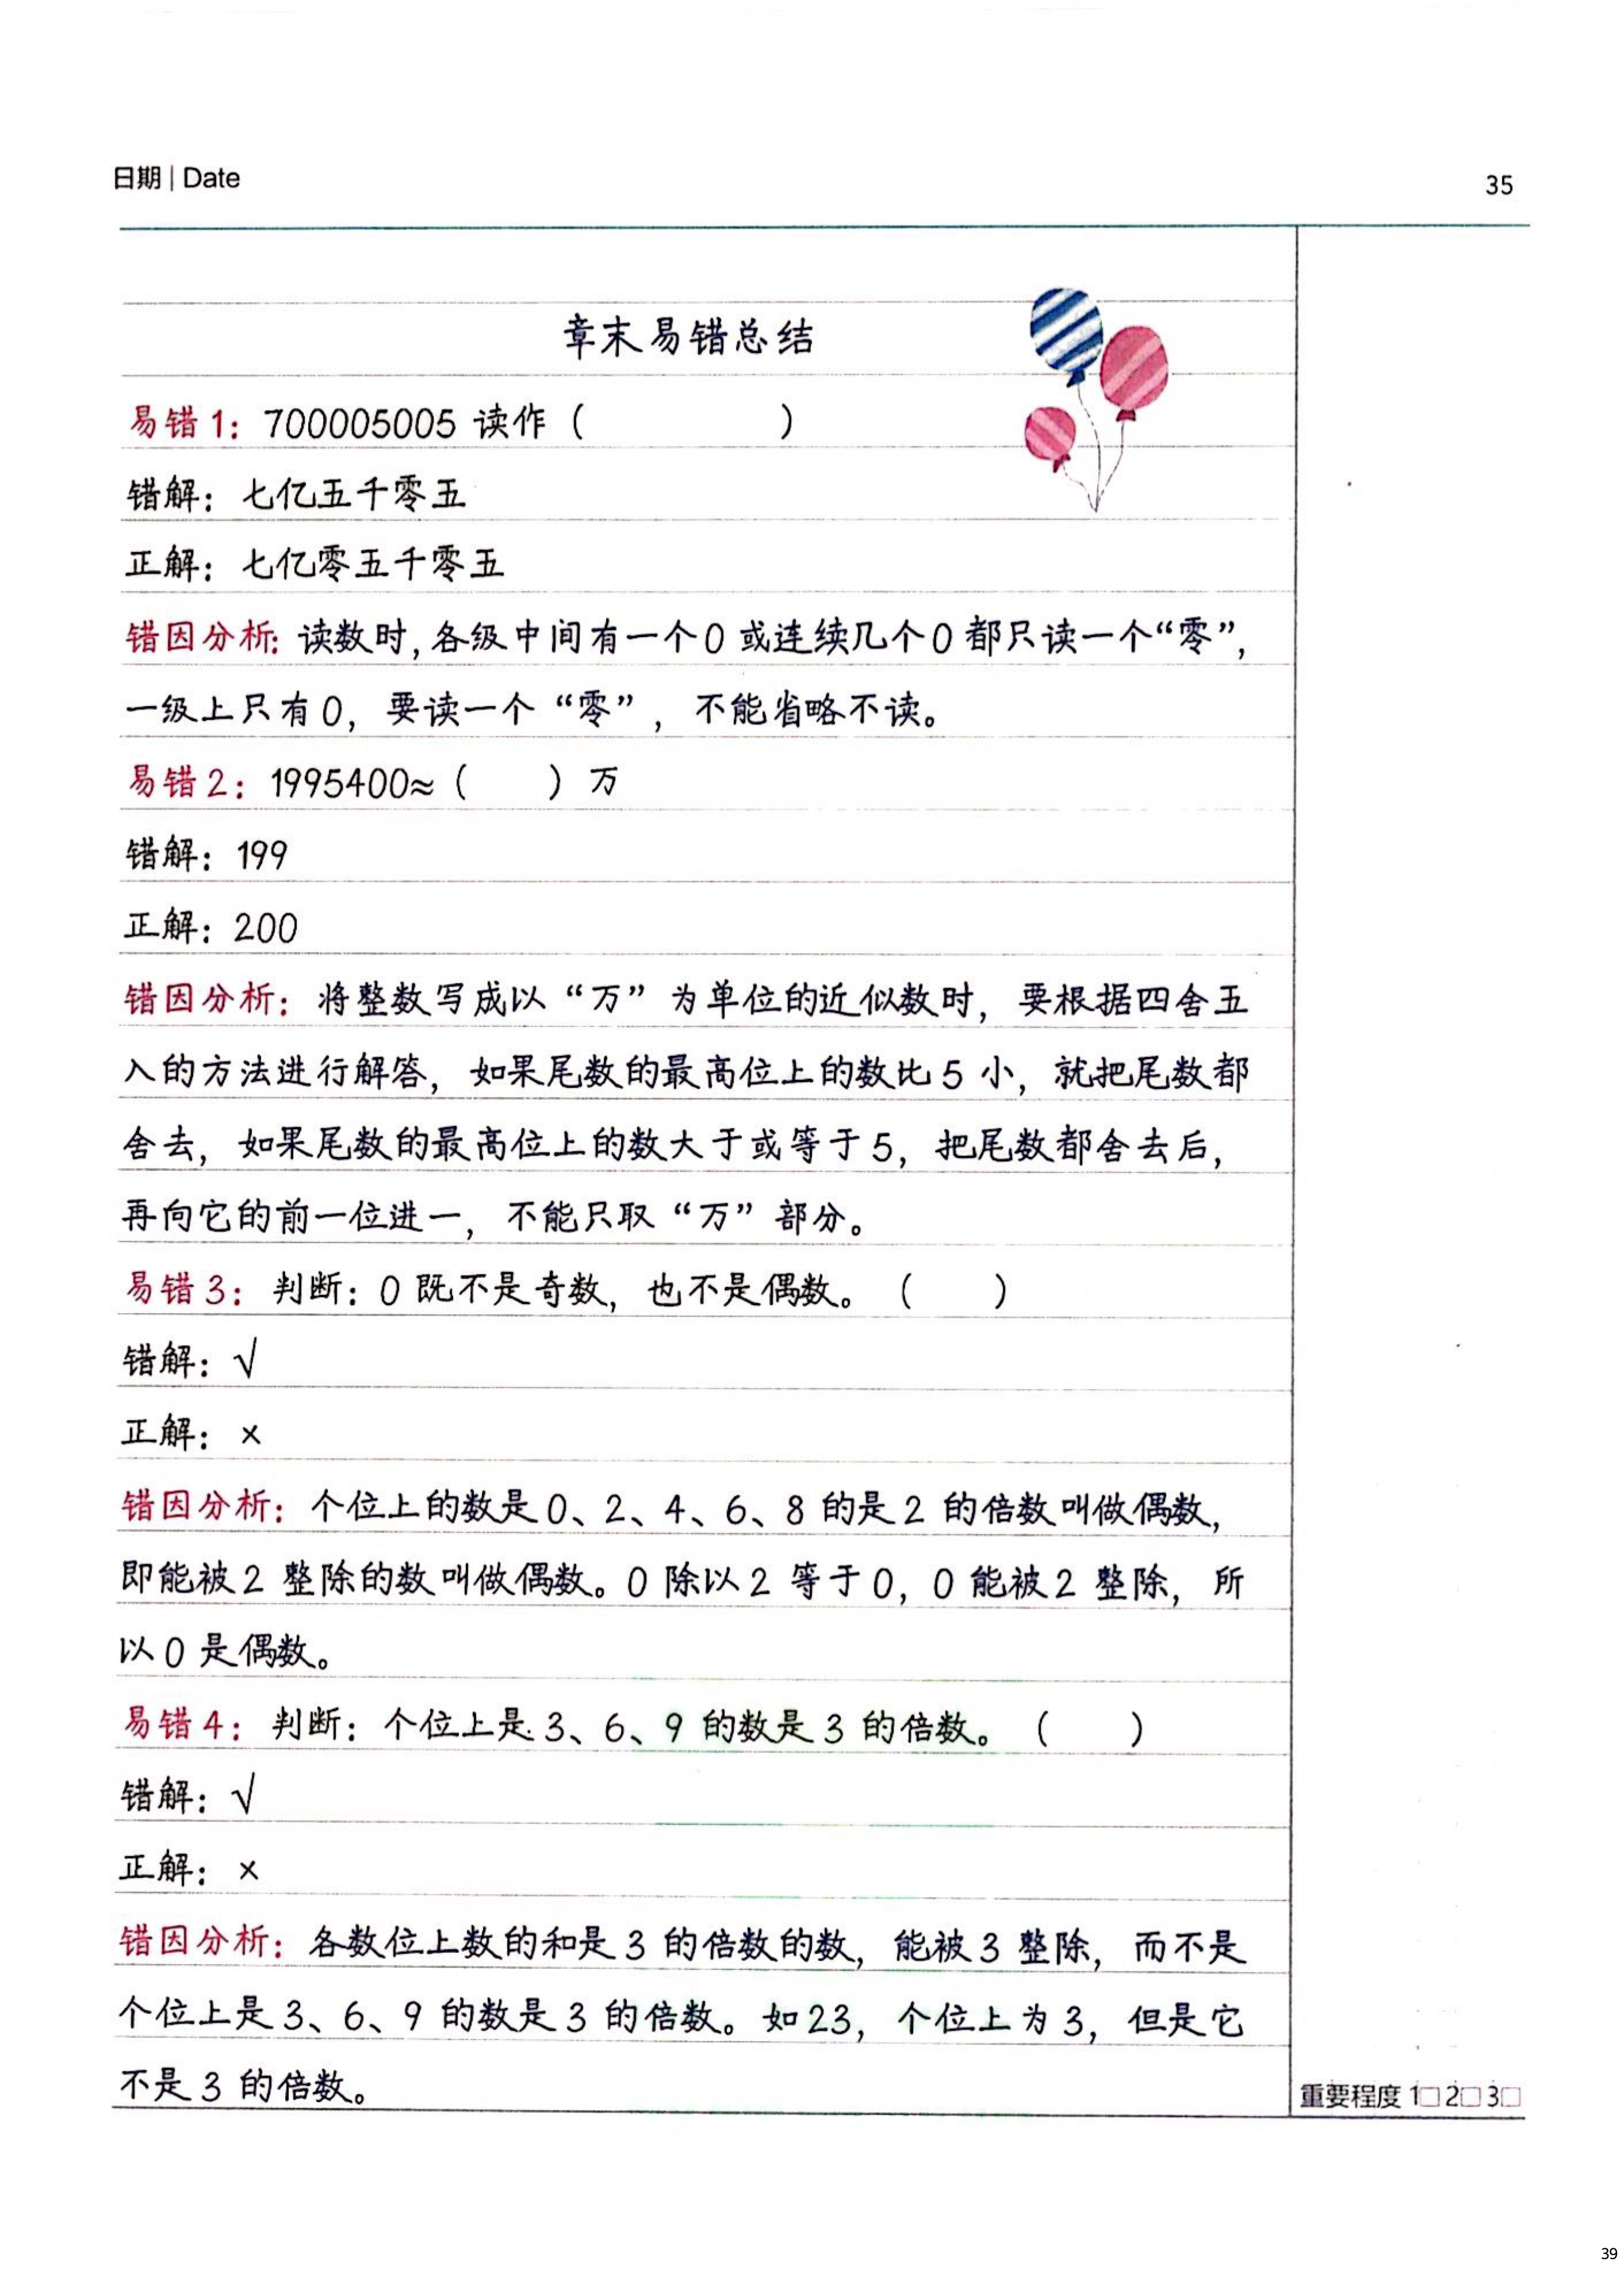 日期 | Date
35
章末易错总结
易错1：700005005 读作（ ）
错解：七亿五千零五
正解：七亿零五千零五
错因分析：读数时，各级中间有一个0 或连续几个0 都只读一个“零”，
一级上只有0，要读一个“零”，不能省略不读。
易错2：1995400≈（ ）万
错解：199
正解：200
错因分析：将整数写成以“万”为单位的近似数时，要根据四舍五
入的方法进行解答，如果尾数的最高位上的数比5 小，就把尾数都
舍去，如果尾数的最高位上的数大于或等于5，把尾数都舍去后，
再向它的前一位进一，不能只取“万”部分。
易错3：判断：0 既不是奇数，也不是偶数。（ ）
错解：√
正解：×
错因分析：个位上的数是0、2、4、6、8 的是2 的倍数叫做偶数，
即能被2 整除的数叫做偶数。0 除以2 等于0，0 能被2 整除，所
以0 是偶数。
易错4：判断：个位上是3、6、9 的数是3 的倍数。（ ）
错解：√
正解：×
错因分析：各数位上数的和是3 的倍数的数，能被3 整除，而不是
个位上是3、6、9 的数是3 的倍数。如23，个位上为3，但是它
不是3 的倍数。
重要程度 1□ 2□ 3□
39